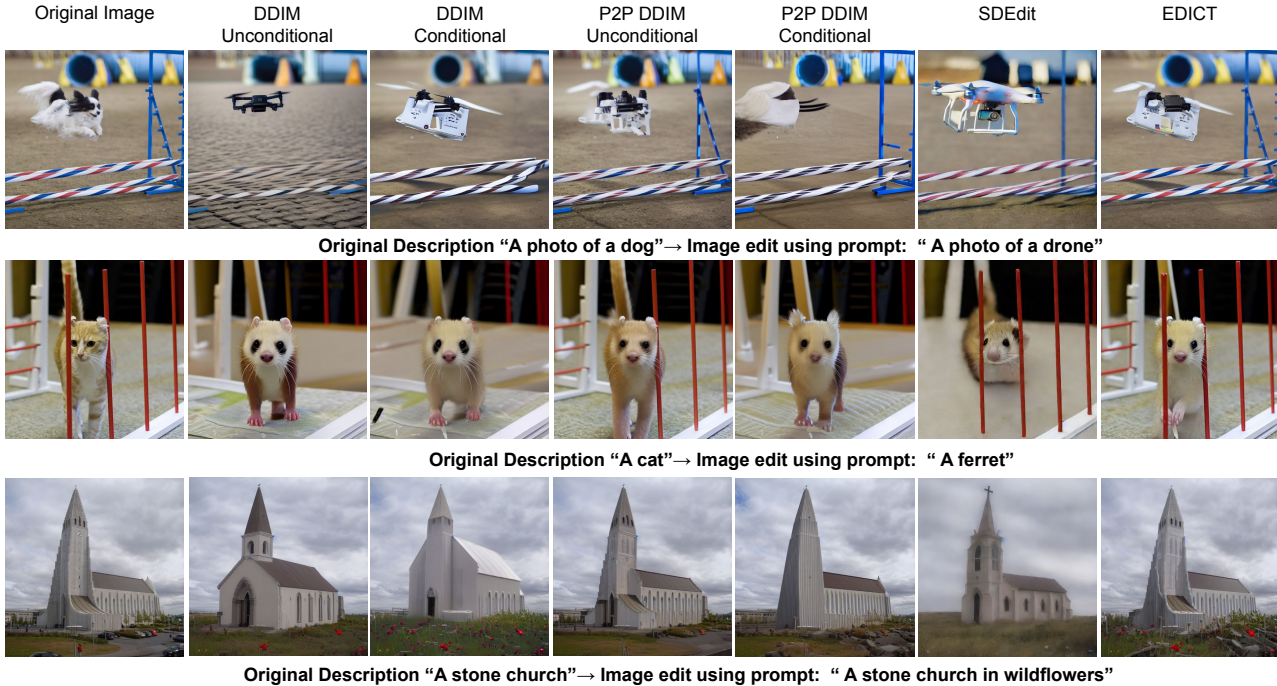 Original Image
DDIM
Unconditional
DDIM
Conditional
P2P DDIM
Unconditional
P2P DDIM
Conditional
SDEdit
EDICT
Original Description “A photo of a dog”→ Image edit using prompt: “ A photo of a drone”
Original Description “A cat”→ Image edit using prompt: “ A ferret”
Original Description “A stone church”→ Image edit using prompt: “ A stone church in wildflowers”